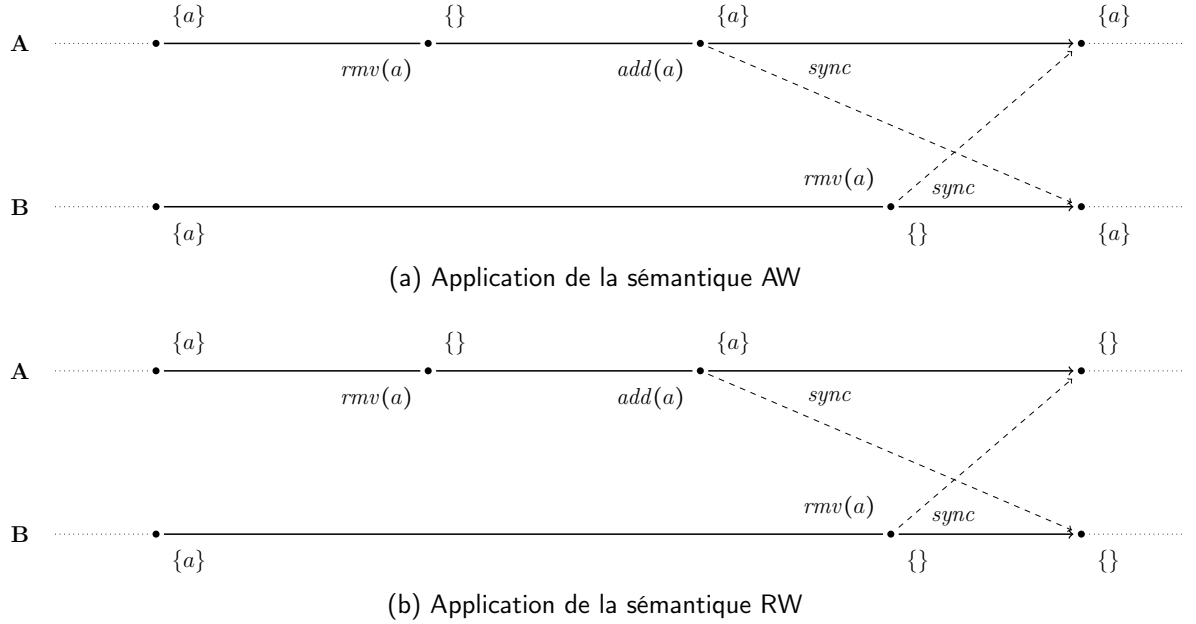 {a} {} {a} {a}
A
rmv(a) add(a) sync
rmv(a) sync
B
{a} {} {a}
(a) Application de la sémantique AW
{a} {} {a} {}
A
rmv(a) add(a) sync
rmv(a) sync
B
{a} {} {}
(b) Application de la sémantique RW